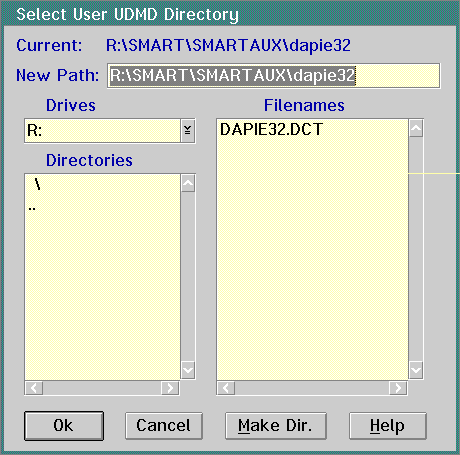 Select User UDMD Directory
Current: R:\SMART\SMARTAUX\dapie32
New Path: R:\SMART\SMARTAUX\dapie32
Drives
Filenames
R:
DAPIE32.DCT
Directories
\
..
Ok
Cancel
Make Dir.
Help